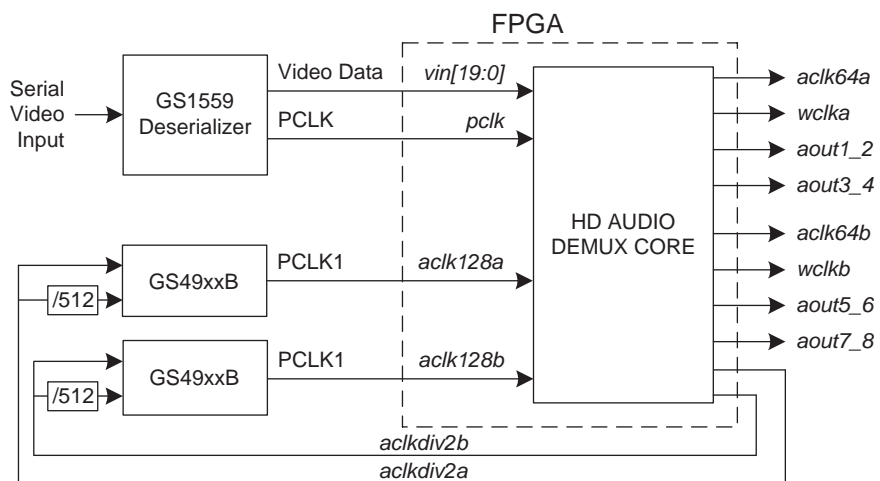 FPGA
Serial
Video
Input
GS1559
Deserializer
Video Data
vin[19:0]
PCLK
pclk
HD AUDIO
DEMUX CORE
aclk64a
wclka
aout1_2
aout3_4
aclk64b
wclkb
aout5_6
aout7_8
/512
GS49xxB
PCLK1
aclk128a
/512
GS49xxB
PCLK1
aclk128b
aclkdiv2b
aclkdiv2a